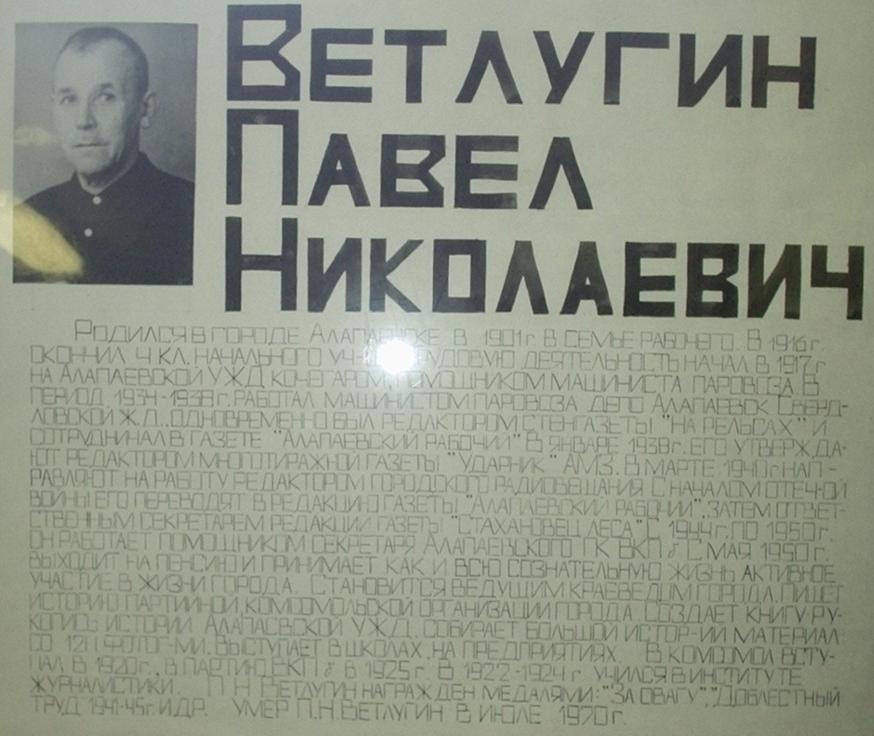 ВЕТЛУГИН
ПАВЕЛ
НИКОЛАЕВИЧ
РОДИЛСЯ В ГОРОДЕ В 1901 г. В СЕМЬЕ РАБОЧЕГО. В 1916 г.
ОКОНЧИЛ 4 КЛ. НАЧАЛЬНОГО ДЕЯТЕЛЬНОСТЬ НАЧАЛ В 1917 г
НА АЛАПАЕВСКОЙ УЖД КОЧЕГАРОМ, ПОМОЩНИКОМ МАШИНИСТА ПАРОВОЗА. В
ПЕРИОД 1934-1938 г. РАБОТАЛ МАШИНИСТОМ ПАРОВОЗА ДЕПО АЛАПАЕВСК СВЕРД-
ЛОВСКОЙ Ж.Д.. ОДНОВРЕМЕННО БЫЛ РЕДАКТОРОМ СТЕНГАЗЕТЫ "НА РЕЛЬСАХ" И
СОТРУДНИЧАЛ В ГАЗЕТЕ "АЛАПАЕВСКИЙ РАБОЧИЙ" В ЯНВАРЕ 1938 г. ЕГО УТВЕРЖДА-
ЮТ РЕДАКТОРОМ МНОГОТИРАЖНОЙ ГАЗЕТЫ "УДАРНИК" АМЗ. В МАРТЕ 1940 г НАП-
РАВЛЯЮТ НА РАБОТУ РЕДАКТОРОМ ГОРОДСКОГО РАДИОВЕЩАНИЯ С НАЧАЛОМ ОТЕЧ-ОЙ
ВОЙНЫ ЕГО ПЕРЕВОДЯТ В РЕДАКЦИЮ ГАЗЕТЫ "АЛАПАЕВСКИЙ РАБОЧИЙ", ЗАТЕМ ОТВЕТ-
СТВЕННЫМ СЕКРЕТАРЕМ РЕДАКЦИИ ГАЗЕТЫ "СТАХАНОВЕЦ ЛЕСА" С 1944 г. ПО 1950 г.
ОН РАБОТАЕТ ПОМОЩНИКОМ СЕКРЕТАРЯ АЛАПАЕВСКОГО ГК ВКП б С МАЯ 1950 г.
ВЫХОДИТ НА ПЕНСИЮ И ПРИНИМАЕТ КАК И ВСЮ СОЗНАТЕЛЬНУЮ ЖИЗНЬ АКТИВНОЕ
УЧАСТИЕ В ЖИЗНИ ГОРОДА. СТАНОВИТСЯ ВЕДУЩИМ КРАЕВЕДОМ ГОРОДА. ПИШЕТ
ИСТОРИЮ ПАРТИЙНОЙ, КОМСОМОЛЬСКОЙ ОРГАНИЗАЦИИ ГОРОДА. СОЗДАЕТ КНИГУ-РУ-
КОПИСЬ ИСТОРИИ АЛАПАЕВСКОЙ УЖД. СОБИРАЕТ БОЛЬШОЙ ИСТОР-ИЙ МАТЕРИАЛ
СО ФОТОГ-МИ. ВЫСТУПАЕТ В ШКОЛАХ, НА ПРЕДПРИЯТИЯХ В КОМСОМОЛ ВСТУ-
ПАЛ В 1920 г., В ПАРТИЮ ВКП б В 1925 г. В 1922-1924 г. УЧИЛСЯ В ИНСТИТУТЕ
ЖУРНАЛИСТИКИ. П.Н. ВЕТЛУГИН НАГРАЖДЕН МЕДАЛЯМИ: "ЗА ОВАГУ", "ДОБЛЕСТНЫЙ
ТРУД 1941-45 г. И ДР. УМЕР П.Н. ВЕТЛУГИН В ИЮЛЕ 1970 г.